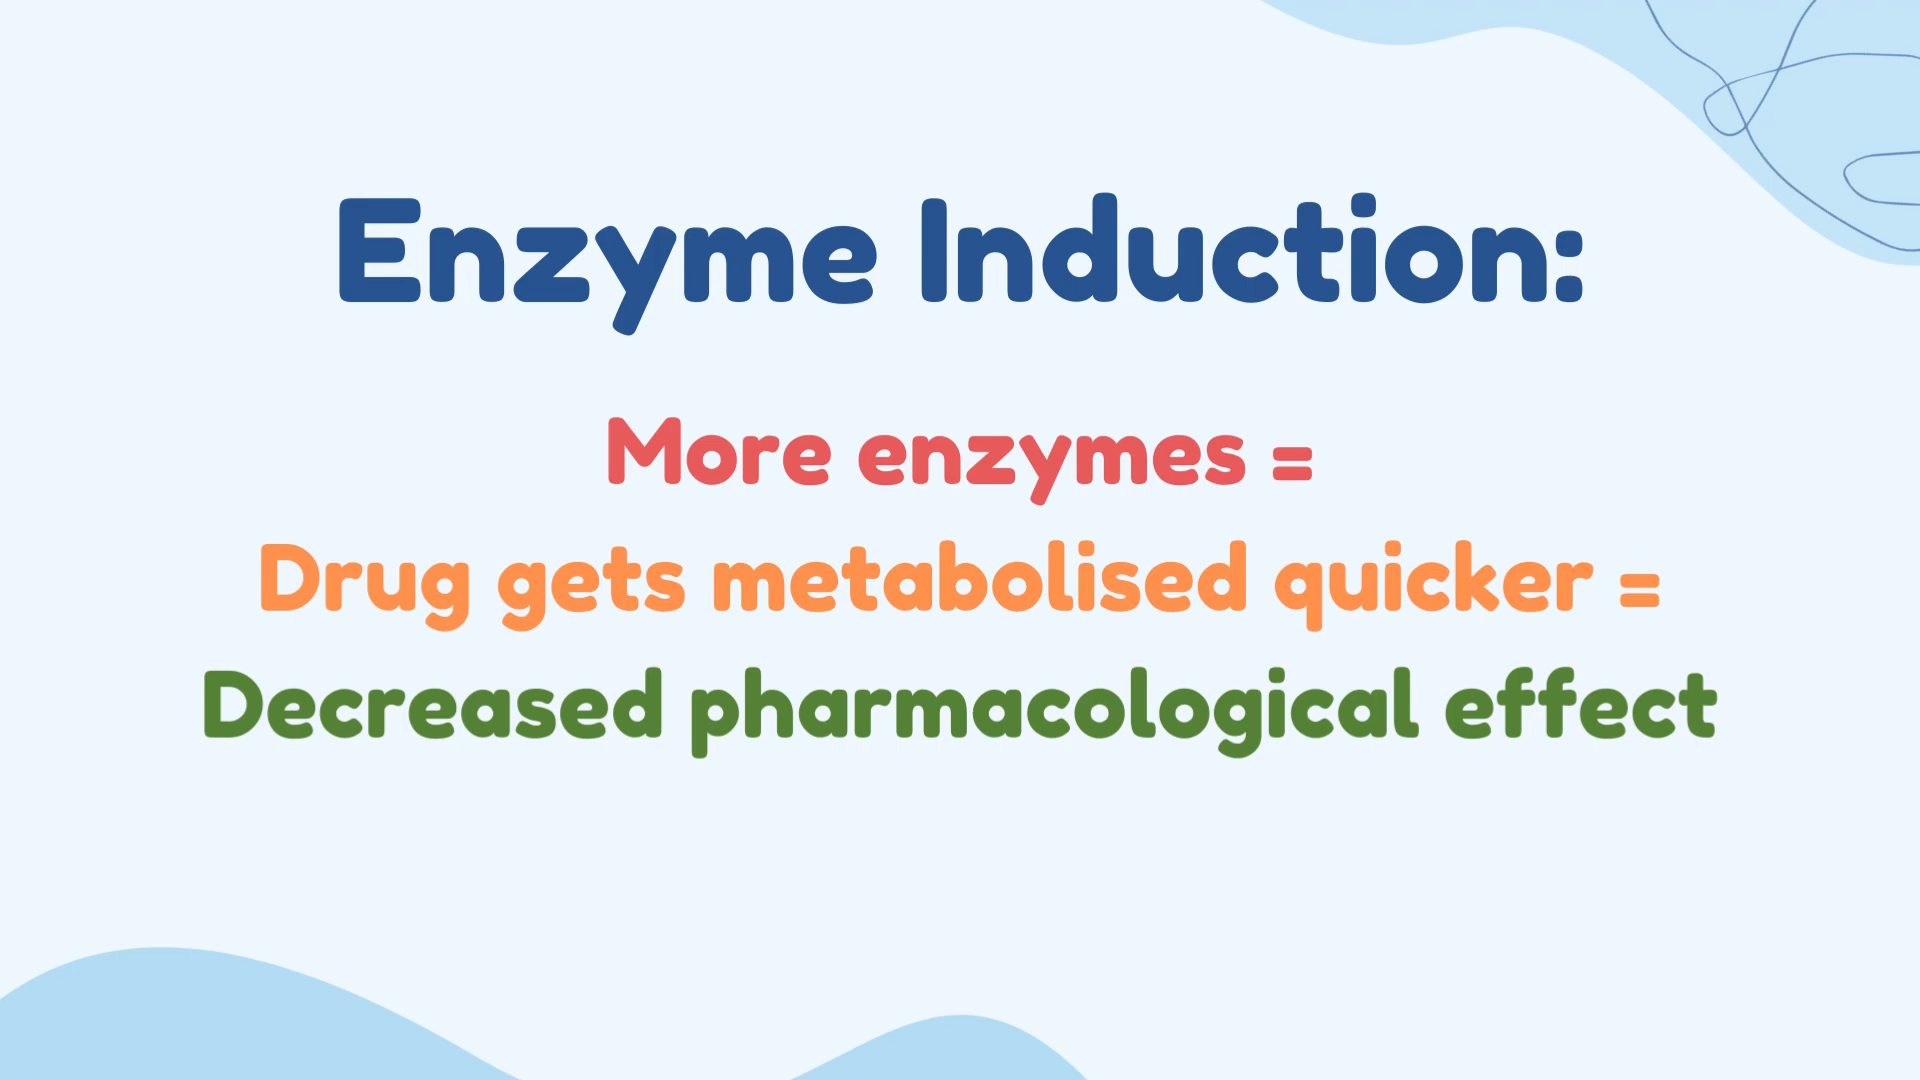 Enzyme Induction:
More enzymes =
Drug gets metabolised quicker =
Decreased pharmacological effect